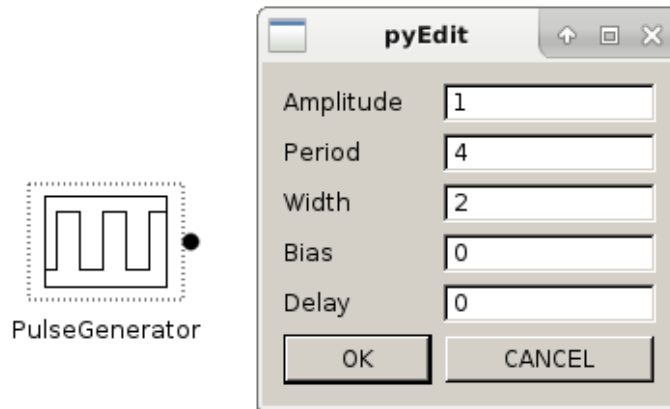 pyEdit
Amplitude 1
Period 4
Width 2
Bias 0
Delay 0
OK CANCEL
PulseGenerator